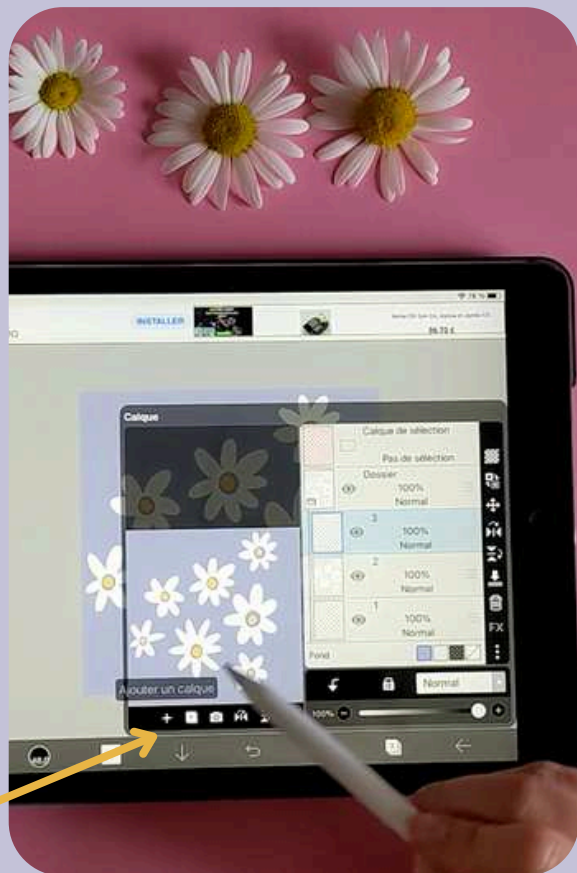 INSTALLER
Calque
Calque de sélection
Pas de sélection
Dossier
100%
Normal
3
100%
Normal
2
100%
Normal
1
100%
Normal
Fond
FX
Ajouter un calque
Normal
100%